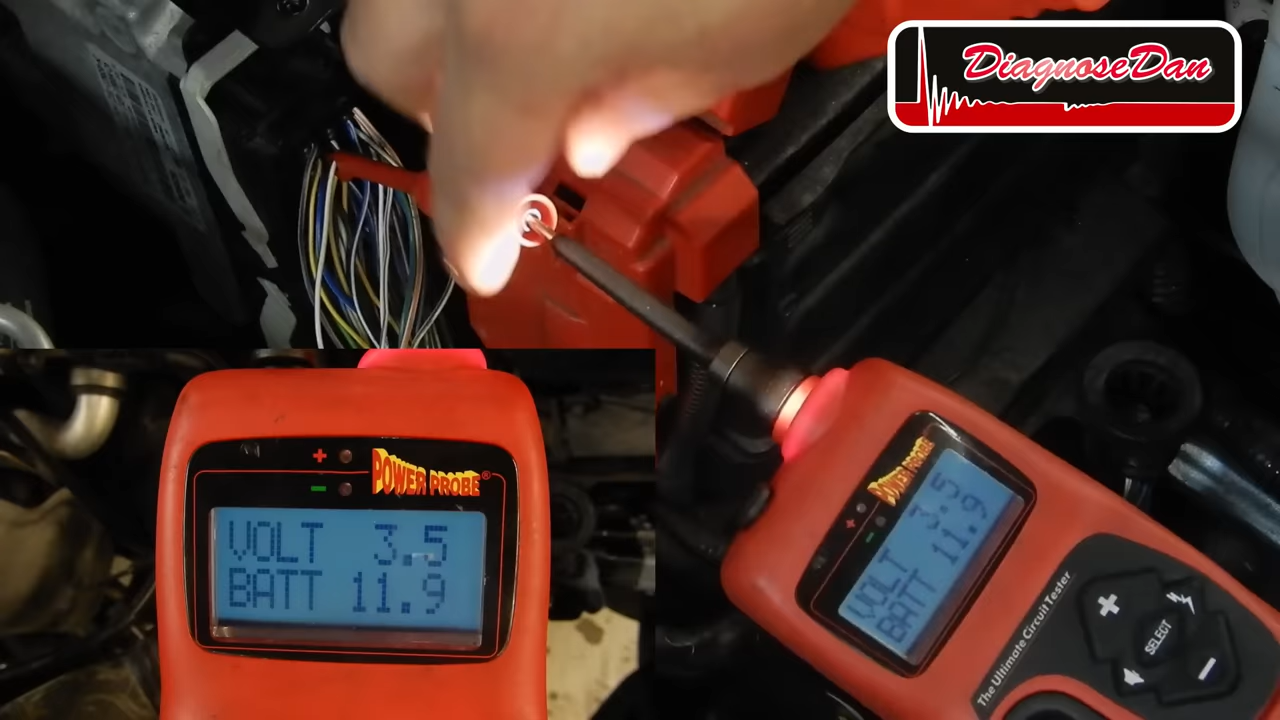 DiagnoseDan
+
-
POWER PROBE®
VOLT 3.5
BATT 11.9
POWER PROBE
+
-
VOLT 3.5
BATT 11.9
The Ultimate Circuit Tester
+
SELECT
-